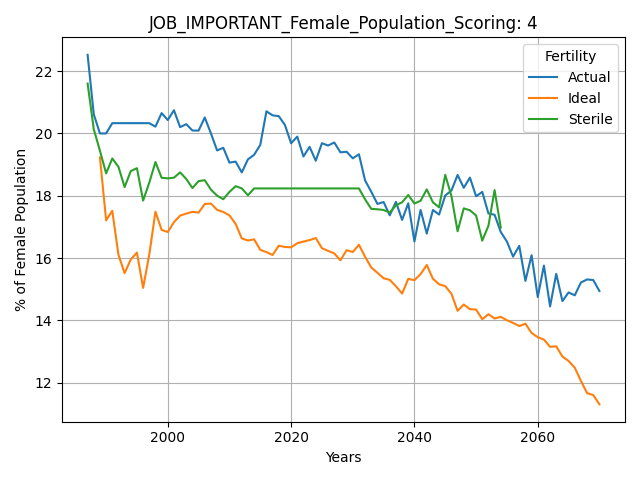 JOB_IMPORTANT_Female_Population_Scoring: 4
Fertility
Actual
Ideal
Sterile
% of Female Population
22
20
18
16
14
12
2000 2020 2040 2060
Years